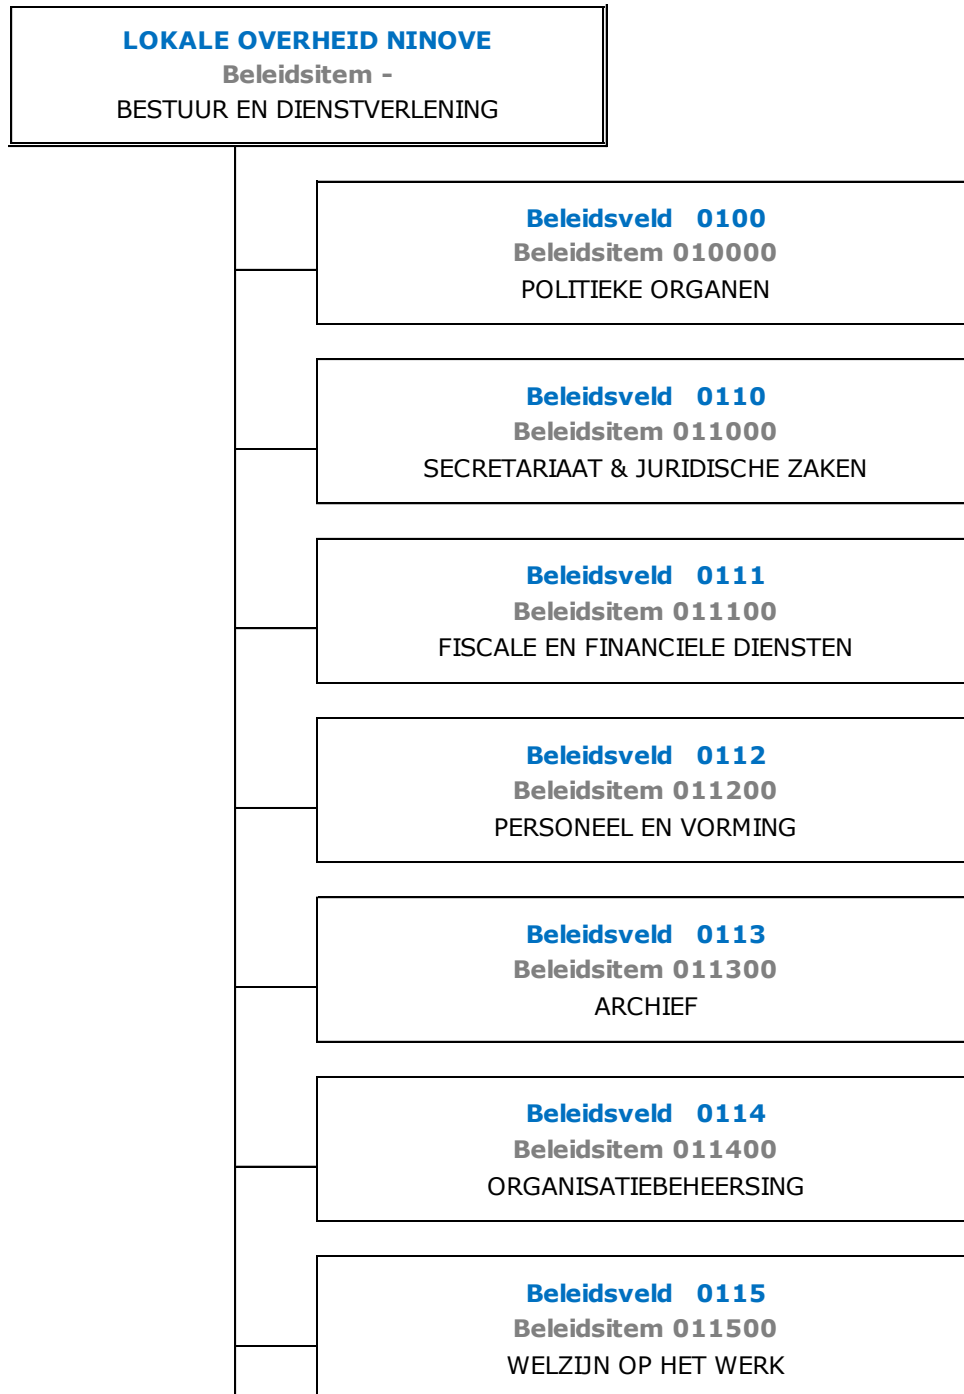 LOKALE OVERHEID NINOVE
Beleidsitem -
BESTUUR EN DIENSTVERLENING
Beleidsveld 0100
Beleidsitem 010000
POLITIEKE ORGANEN
Beleidsveld 0110
Beleidsitem 011000
SECRETARIAAT & JURIDISCHE ZAKEN
Beleidsveld 0111
Beleidsitem 011100
FISCALE EN FINANCIELE DIENSTEN
Beleidsveld 0112
Beleidsitem 011200
PERSONEEL EN VORMING
Beleidsveld 0113
Beleidsitem 011300
ARCHIEF
Beleidsveld 0114
Beleidsitem 011400
ORGANISATIEBEHEERSING
Beleidsveld 0115
Beleidsitem 011500
WELZIJN OP HET WERK